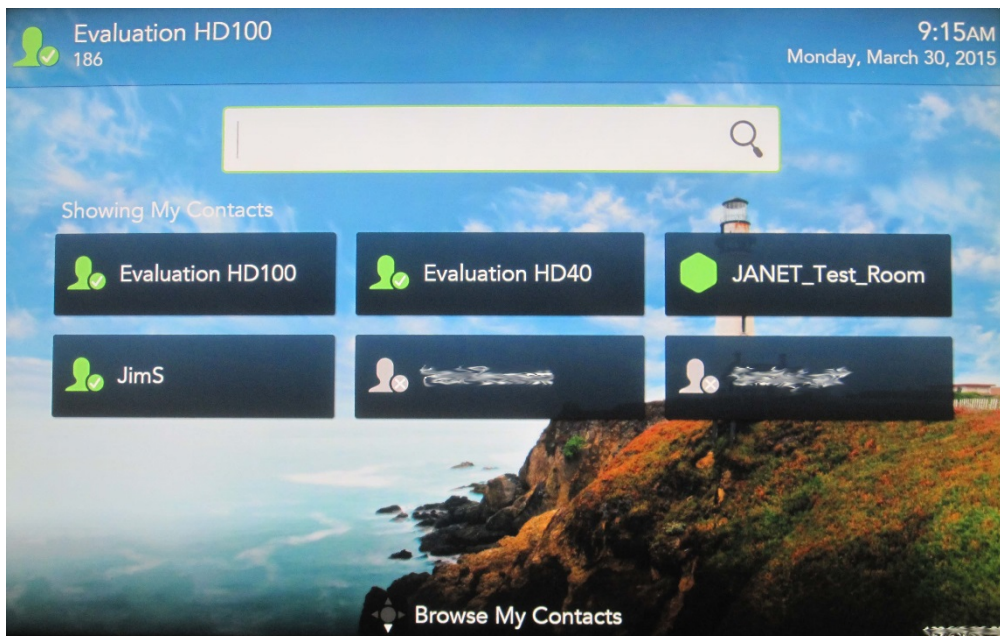 Evaluation HD100
186
9:15AM
Monday, March 30, 2015
Showing My Contacts
Evaluation HD100
Evaluation HD40
JANET_Test_Room
JimS
Browse My Contacts